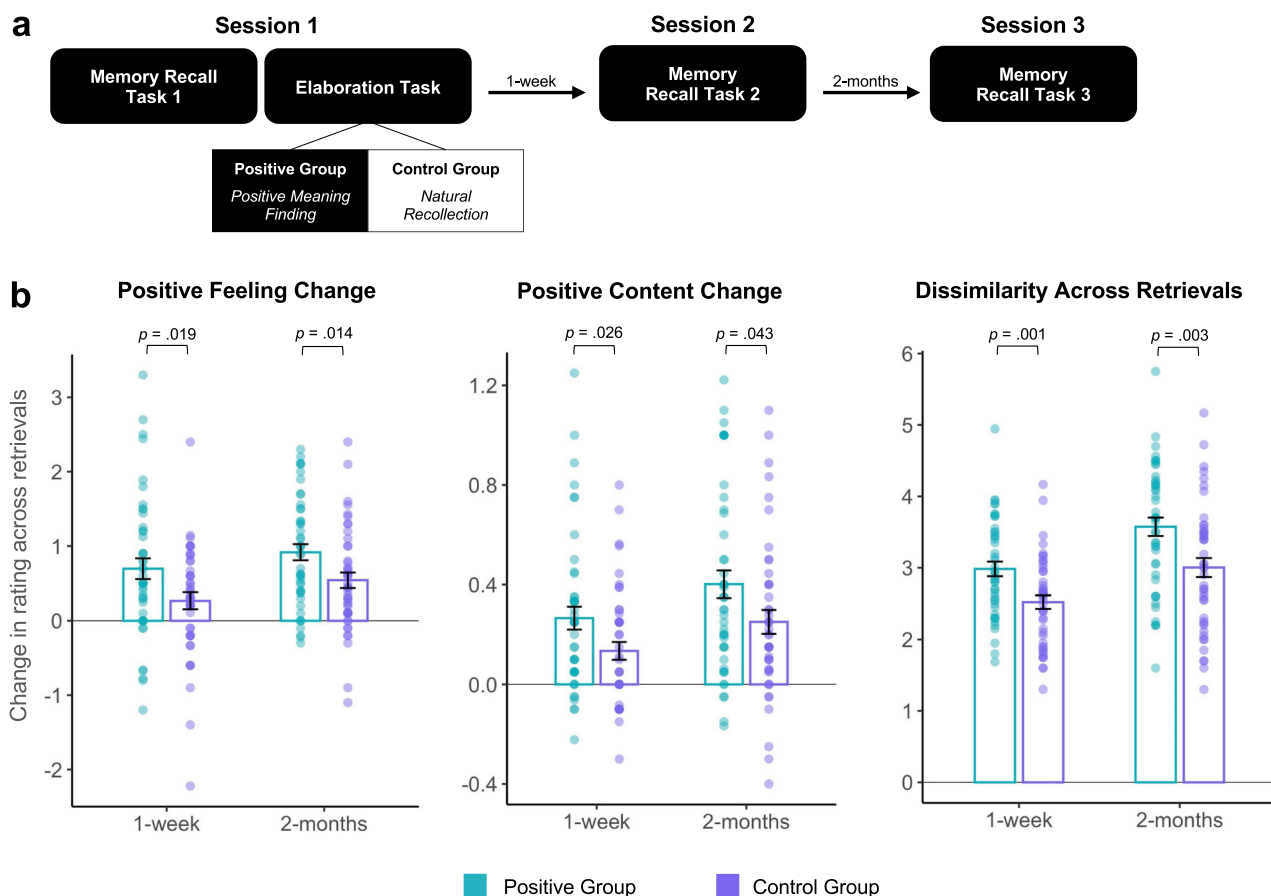 a
Session 1
Session 2
Session 3
Memory Recall
Task 1
Elaboration Task
1-week
Memory
Recall Task 2
2-months
Memory
Recall Task 3
Positive Group
Positive Meaning
Finding
Control Group
Natural
Recollection
b
Positive Feeling Change
Positive Content Change
Dissimilarity Across Retrievals
Change in rating across retrievals
p = .019
p = .014
3
2
1
0
-1
-2
1-week
2-months
p = .026
p = .043
1.2
0.8
0.4
0.0
-0.4
1-week
2-months
p = .001
p = .003
6
5
4
3
2
1
0
1-week
2-months
Positive Group
Control Group